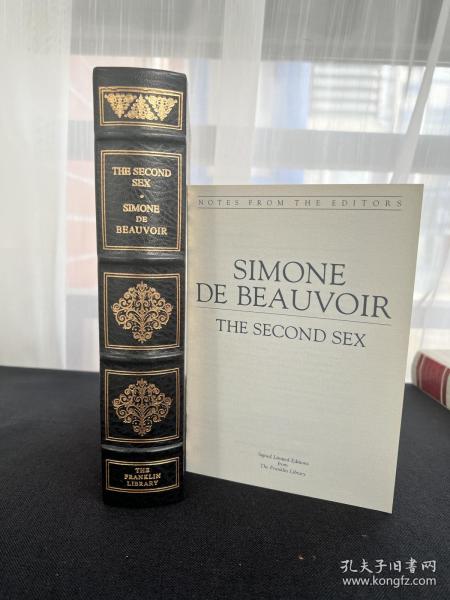 THE SECOND
SEX
SIMONE
DE
BEAUVOIR
THE
FRANKLIN
LIBRARY
NOTES FROM THE EDITORS
SIMONE
DE BEAUVOIR
THE SECOND SEX
Signed Limited Editions
from
The Franklin Library
孔夫子旧书网
www.kongfz.com